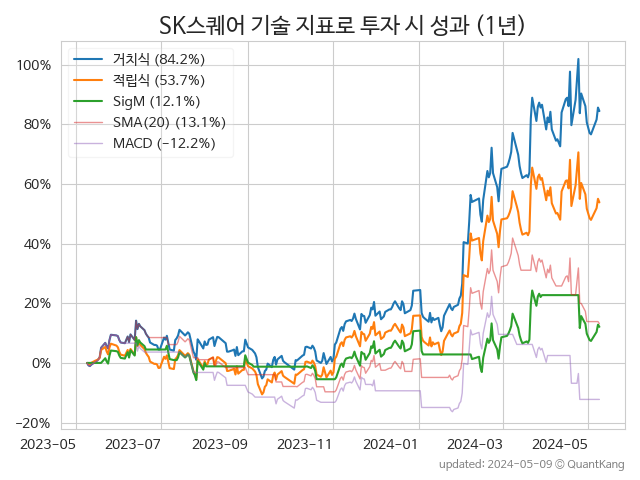 SK스퀘어 기술 지표로 투자 시 성과 (1년)
거치식 (84.2%)
적립식 (53.7%)
SigM (12.1%)
SMA(20) (13.1%)
MACD (−12.2%)
100%
80%
60%
40%
20%
0%
−20%
2023-05 2023-07 2023-09 2023-11 2024-01 2024-03 2024-05
updated: 2024-05-09 © QuantKang